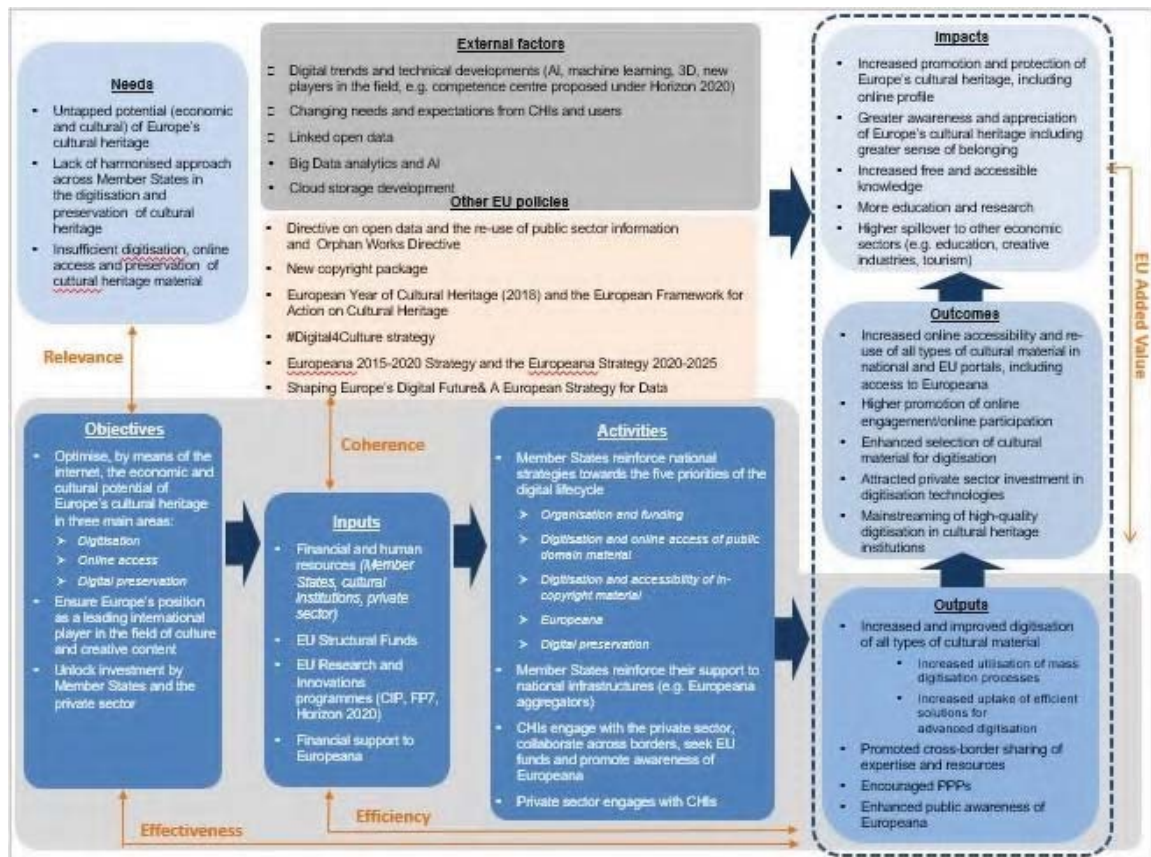 Needs
• Untapped potential (economic
and cultural) of Europe's
cultural heritage
• Lack of harmonised approach
across Member States in
the digitisation and
preservation of cultural
heritage
• Insufficient digitisation, online
access and preservation of
cultural heritage material
External factors
□ Digital trends and technical developments (AI, machine learning, 3D, new
players in the field, e.g. competence centre proposed under Horizon 2020)
□ Changing needs and expectations from CHIs and users
□ Linked open data
• Big Data analytics and AI
• Cloud storage development
Other EU policies
• Directive on open data and the re-use of public sector information
and Orphan Works Directive
• New copyright package
• European Year of Cultural Heritage (2018) and the European Framework for
Action on Cultural Heritage
• #Digital4Culture strategy
• Europeana 2015-2020 Strategy and the Europeana Strategy 2020-2025
• Shaping Europe's Digital Future& A European Strategy for Data
Impacts
• Increased promotion and protection of
Europe's cultural heritage, including
online profile
• Greater awareness and appreciation
of Europe's cultural heritage including
greater sense of belonging
• Increased free and accessible
knowledge
• More education and research
• Higher spillover to other economic
sectors (e.g. education, creative
industries, tourism)
EU Added Value
Outcomes
• Increased online accessibility and re-
use of all types of cultural material in
national and EU portals, including
access to Europeana
• Higher promotion of online
engagement/online participation
• Enhanced selection of cultural
material for digitisation
• Attracted private sector investment in
digitisation technologies
• Mainstreaming of high-quality
digitisation in cultural heritage
institutions
Relevance
Coherence
Objectives
• Optimise, by means of the
internet, the economic and
cultural potential of
Europe's cultural heritage
in three main areas:
➢ Digitisation
➢ Online access
➢ Digital preservation
• Ensure Europe's position
as a leading international
player in the field of culture
and creative content
• Unlock investment by
Member States and the
private sector
Inputs
• Financial and human
resources (Member
States, cultural
institutions, private
sector)
• EU Structural Funds
• EU Research and
Innovations
programmes (CIP, FP7,
Horizon 2020)
• Financial support to
Europeana
Activities
• Member States reinforce national
strategies towards the five priorities of the
digital lifecycle
➢ Organisation and funding
➢ Digitisation and online access of public
domain material
➢ Digitisation and accessibility of in-
copyright material
➢ Europeana
➢ Digital preservation
• Member States reinforce their support to
national infrastructures (e.g. Europeana
aggregators)
• CHIs engage with the private sector,
collaborate across borders, seek EU
funds and promote awareness of
Europeana
• Private sector engages with CHIs
Outputs
• Increased and improved digitisation
of all types of cultural material
• Increased utilisation of mass
digitisation processes
• Increased uptake of efficient
solutions for
advanced digitisation
• Promoted cross-border sharing of
expertise and resources
• Encouraged PPPs
• Enhanced public awareness of
Europeana
Effectiveness
Efficiency